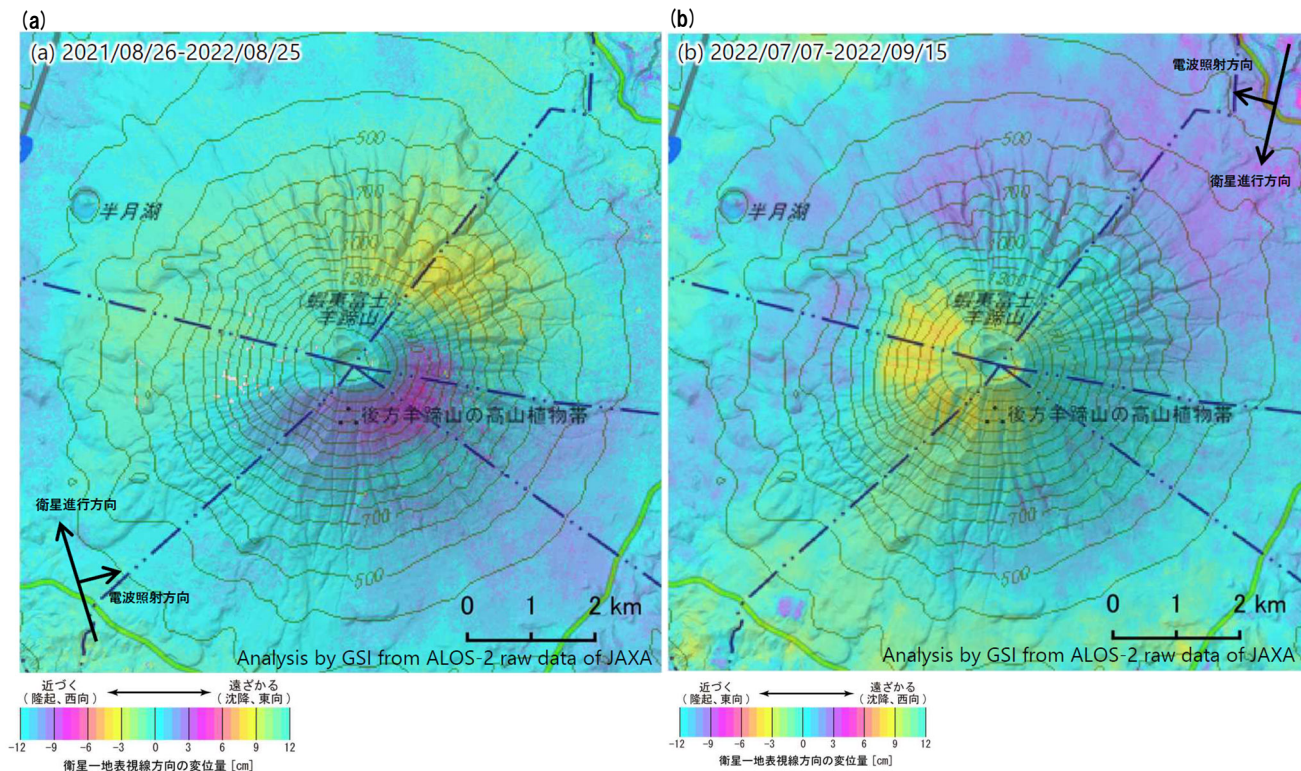 (a)
(a) 2021/08/26-2022/08/25
500
700
1000
1300
半月湖
(蝦夷富士)
羊蹄山
後方羊蹄山の高山植物帯
700
500
衛星進行方向
電波照射方向
0 1 2 km
Analysis by GSI from ALOS-2 raw data of JAXA
近づく
(隆起、西向)
遠ざかる
(沈降、東向)
-12 -9 -6 -3 0 3 6 9 12
衛星―地表視線方向の変位量 [cm]
(b)
(b) 2022/07/07-2022/09/15
電波照射方向
衛星進行方向
500
700
1000
1300
半月湖
(蝦夷富士)
羊蹄山
後方羊蹄山の高山植物帯
700
500
0 1 2 km
Analysis by GSI from ALOS-2 raw data of JAXA
近づく
(隆起、東向)
遠ざかる
(沈降、西向)
-12 -9 -6 -3 0 3 6 9 12
衛星―地表視線方向の変位量 [cm]